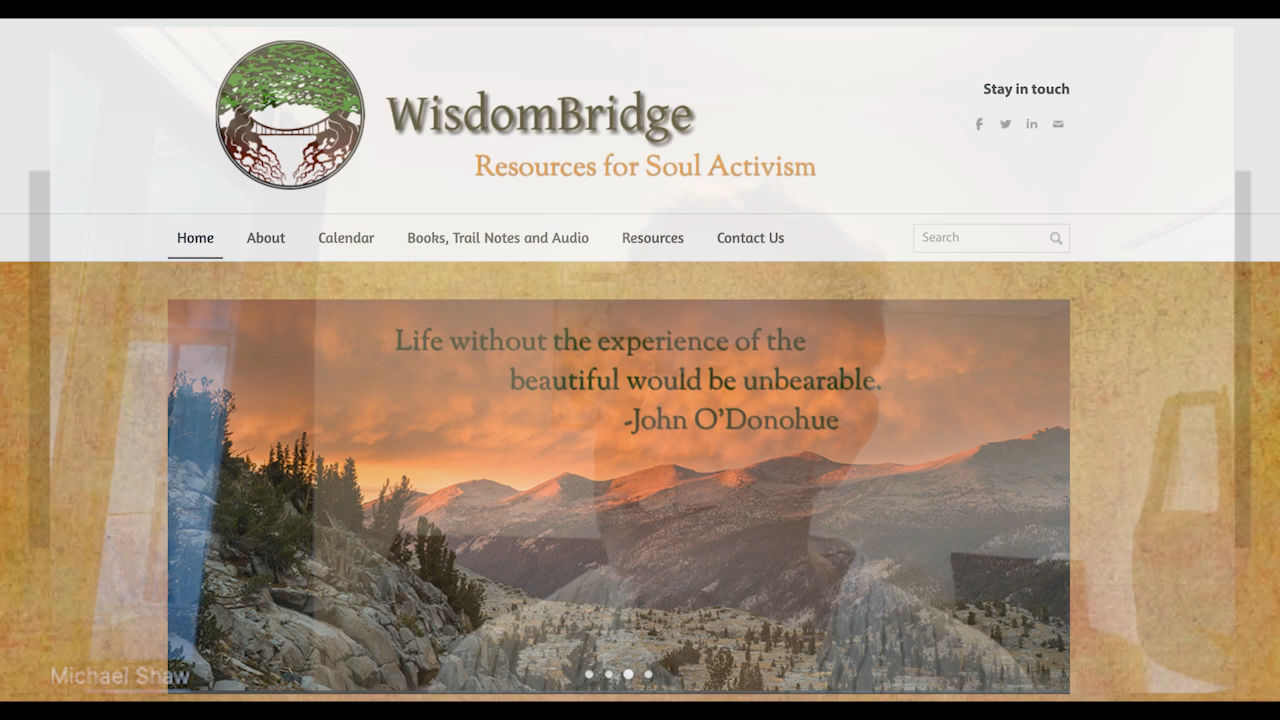 WisdomBridge
Resources for Soul Activism
Stay in touch
Home About Calendar Books, Trail Notes and Audio Resources Contact Us Search
Life without the experience of the
beautiful would be unbearable.
-John O'Donohue
Michael Shaw